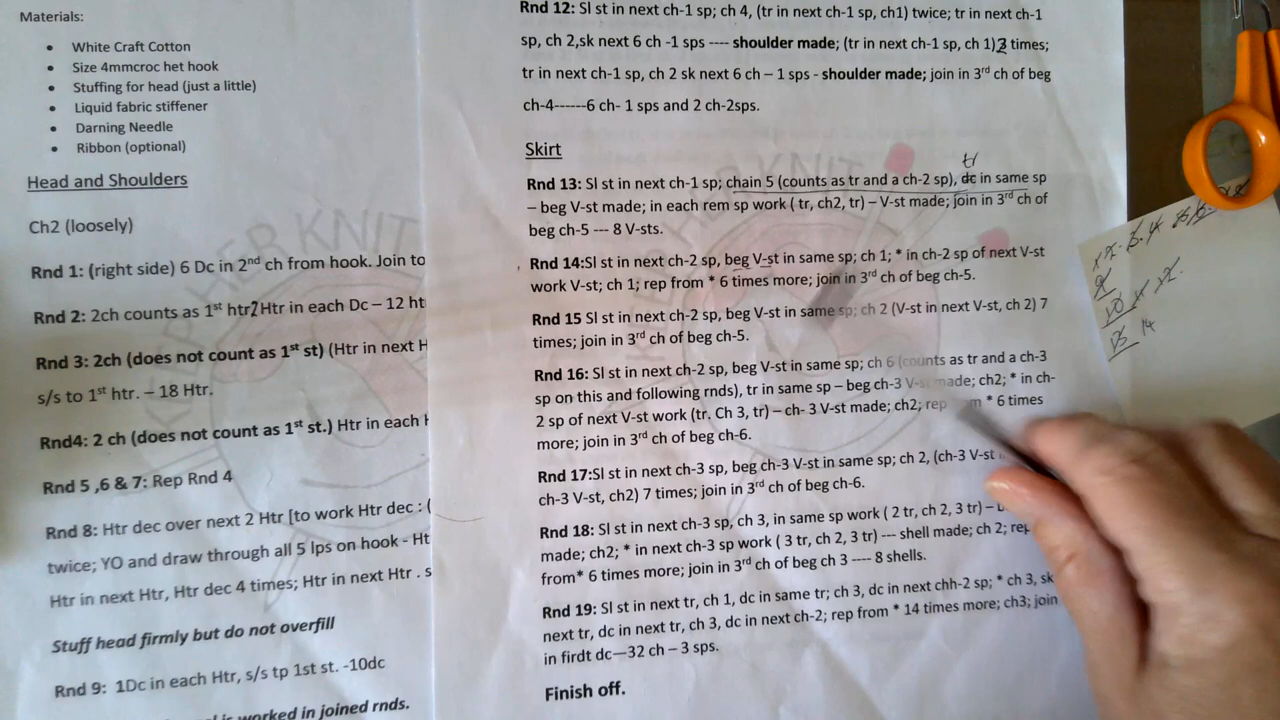 Materials:
White Craft Cotton
Size 4mmcroc het hook
Stuffing for head (just a little)
Liquid fabric stiffener
Darning Needle
Ribbon (optional)
Head and Shoulders
Ch2 (loosely)
Rnd 1: (right side) 6 Dc in 2nd ch from hook. Join to
Rnd 2: 2ch counts as 1st htr Htr in each Dc – 12 ht
Rnd 3: 2ch (does not count as 1st st) (Htr in next H
s/s to 1st htr. – 18 Htr.
Rnd4: 2 ch (does not count as 1st st.) Htr in each
Rnd 5 ,6 & 7: Rep Rnd 4
Rnd 8: Htr dec over next 2 Htr [to work Htr dec : (
twice; YO and draw through all 5 lps on hook - Ht
Htr in next Htr, Htr dec 4 times; Htr in next Htr . s
Stuff head firmly but do not overfill
Rnd 9: 1Dc in each Htr, s/s tp 1st st. -10dc
is worked in joined rnds.
Rnd 12: Sl st in next ch-1 sp; ch 4, (tr in next ch-1 sp, ch1) twice; tr in next ch-1
sp, ch 2,sk next 6 ch -1 sps ---- shoulder made; (tr in next ch-1 sp, ch 1) times;
tr in next ch-1 sp, ch 2 sk next 6 ch – 1 sps - shoulder made; join in 3rd ch of beg
ch-4------6 ch- 1 sps and 2 ch-2sps.
Skirt
tr
Rnd 13: Sl st in next ch-1 sp; chain 5 (counts as tr and a ch-2 sp), dc in same sp
– beg V-st made; in each rem sp work ( tr, ch2, tr) – V-st made; join in 3rd ch of
beg ch-5 --- 8 V-sts.
Rnd 14:Sl st in next ch-2 sp, beg V-st in same sp; ch 1; * in ch-2 sp of next V-st
work V-st; ch 1; rep from * 6 times more; join in 3rd ch of beg ch-5.
Rnd 15 Sl st in next ch-2 sp, beg V-st in same sp; ch 2 (V-st in next V-st, ch 2) 7
times; join in 3rd ch of beg ch-5.
Rnd 16: Sl st in next ch-2 sp, beg V-st in same sp; ch 6 (counts as tr and a ch-3
sp on this and following rnds), tr in same sp – beg ch-3 V-st made; ch2; * in ch-
2 sp of next V-st work (tr. Ch 3, tr) – ch- 3 V-st made; ch2; rep * 6 times
more; join in 3rd ch of beg ch-6.
Rnd 17:Sl st in next ch-3 sp, beg ch-3 V-st in same sp; ch 2, (ch-3 V-st
ch-3 V-st, ch2) 7 times; join in 3rd ch of beg ch-6.
Rnd 18: Sl st in next ch-3 sp, ch 3, in same sp work ( 2 tr, ch 2, 3 tr) –
made; ch2; * in next ch-3 sp work ( 3 tr, ch 2, 3 tr) --- shell made; ch 2; rep
from* 6 times more; join in 3rd ch of beg ch 3 ---- 8 shells.
Rnd 19: Sl st in next tr, ch 1, dc in same tr; ch 3, dc in next chh-2 sp; * ch 3, sk
next tr, dc in next tr, ch 3, dc in next ch-2; rep from * 14 times more; ch3; join
in firdt dc—32 ch – 3 sps.
Finish off.
KEEP HER KNIT
14